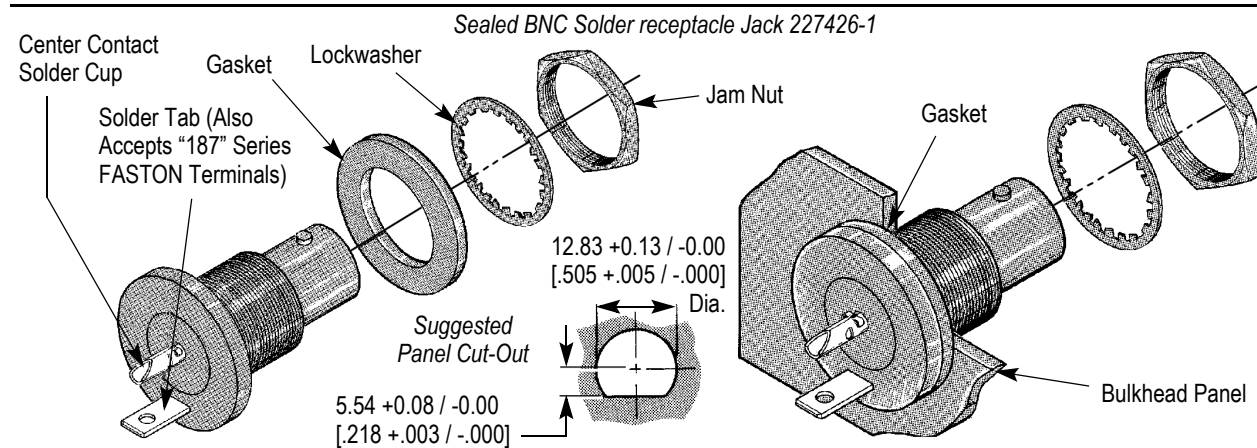 Sealed BNC Solder receptacle Jack 227426-1
Center Contact
Solder Cup
Gasket
Lockwasher
Jam Nut
Solder Tab (Also
Accepts “187” Series
FASTON Terminals)
Gasket
12.83 +0.13 / -0.00
[.505 +.005 / -.000]
Dia.
Suggested
Panel Cut-Out
5.54 +0.08 / -0.00
[.218 +.003 / -.000]
Bulkhead Panel